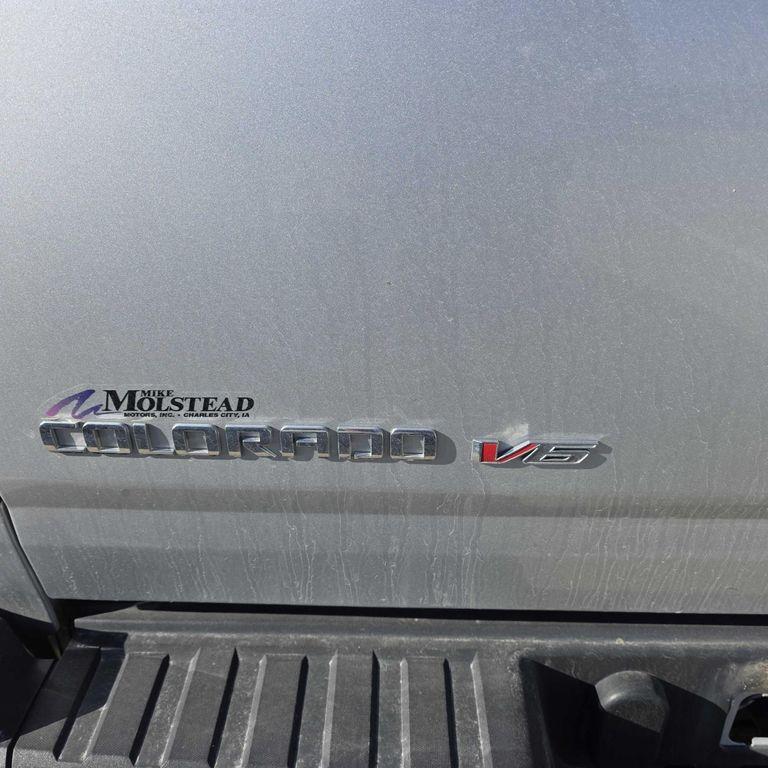 MIKE
MOLSTEAD
MOTORS, INC. • CHARLES CITY, IA
COLORADO V6